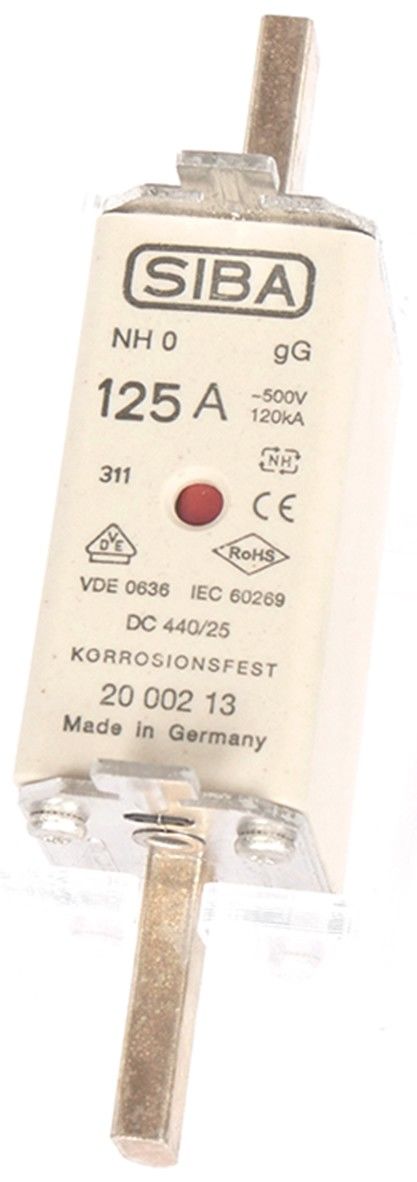 SIBA
NH 0 gG
125 A ~500V
120kA
NH
311
CE
VDE
RoHS
VDE 0636 IEC 60269
DC 440/25
KORROSIONSFEST
20 002 13
Made in Germany